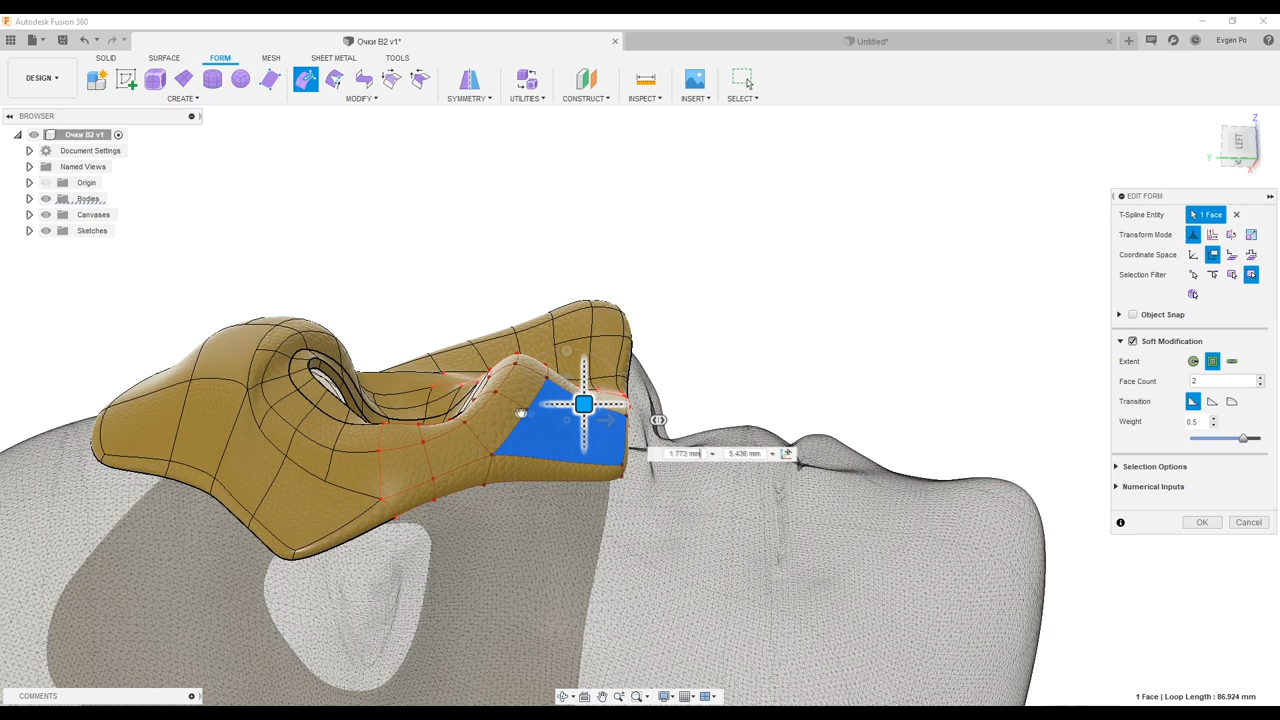 Autodesk Fusion 360
Очки В2 v1*
Untitled*
Evgen Po
DESIGN
SOLID
SURFACE
FORM
MESH
SHEET METAL
TOOLS
CREATE
MODIFY
SYMMETRY
UTILITIES
CONSTRUCT
INSPECT
INSERT
SELECT
BROWSER
Очки В2 v1
Document Settings
Named Views
Origin
Bodies
Canvases
Sketches
Z
LEFT
Y
X
EDIT FORM
T-Spline Entity
1 Face
Transform Mode
Coordinate Space
Selection Filter
Object Snap
Soft Modification
Extent
Face Count
2
Transition
Weight
0.5
Selection Options
Numerical Inputs
OK
Cancel
1.773 mm
5.436 mm
COMMENTS
1 Face | Loop Length : 86.924 mm